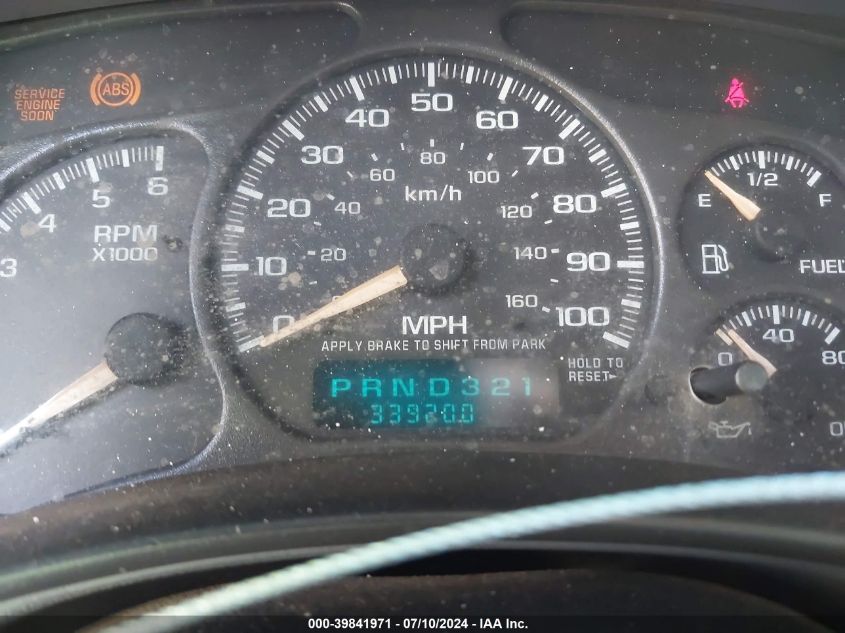 SERVICE
ENGINE
SOON
ABS
3
4
5
6
RPM
X1000
0
10
20
30
40
50
60
70
80
90
100
20
40
60
80
100
120
140
160
km/h
MPH
APPLY BRAKE TO SHIFT FROM PARK
HOLD TO
RESET
PRND321
339200
E
1/2
F
FUEL
0
40
80
000-39841971 - 07/10/2024 - IAA Inc.